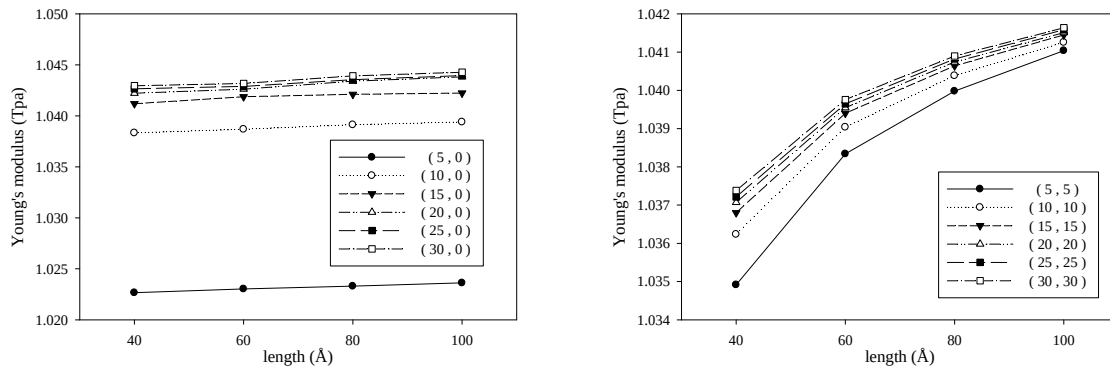 1.050
1.045
1.040
1.035
1.030
1.025
1.020
Young's modulus (Tpa)
40 60 80 100
length (Å)
( 5 , 0 )
( 10 , 0 )
( 15 , 0 )
( 20 , 0 )
( 25 , 0 )
( 30 , 0 )
1.042
1.041
1.040
1.039
1.038
1.037
1.036
1.035
1.034
Young's modulus (Tpa)
40 60 80 100
length (Å)
( 5 , 5 )
( 10 , 10 )
( 15 , 15 )
( 20 , 20 )
( 25 , 25 )
( 30 , 30 )